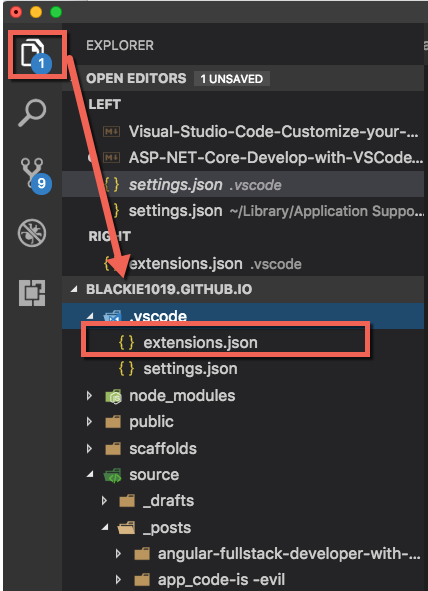 EXPLORER
1
OPEN EDITORS 1 UNSAVED
LEFT
Visual-Studio-Code-Customize-your-...
ASP-NET-Core-Develop-with-VSCode...
{ } settings.json .vscode
{ } settings.json ~/Library/Application Suppo...
9
RIGHT
extensions.json .vscode
BLACKIE1019.GITHUB.IO
.vscode
{ } extensions.json
{ } settings.json
node_modules
public
scaffolds
source
_drafts
_posts
angular-fullstack-developer-with-...
app_code-is -evil